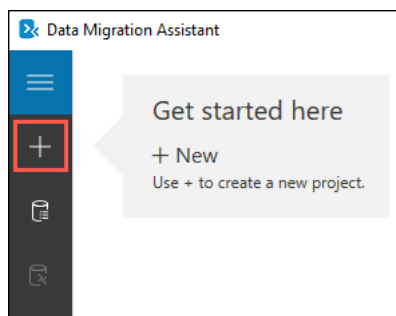 Data Migration Assistant
Get started here
+ New
Use + to create a new project.